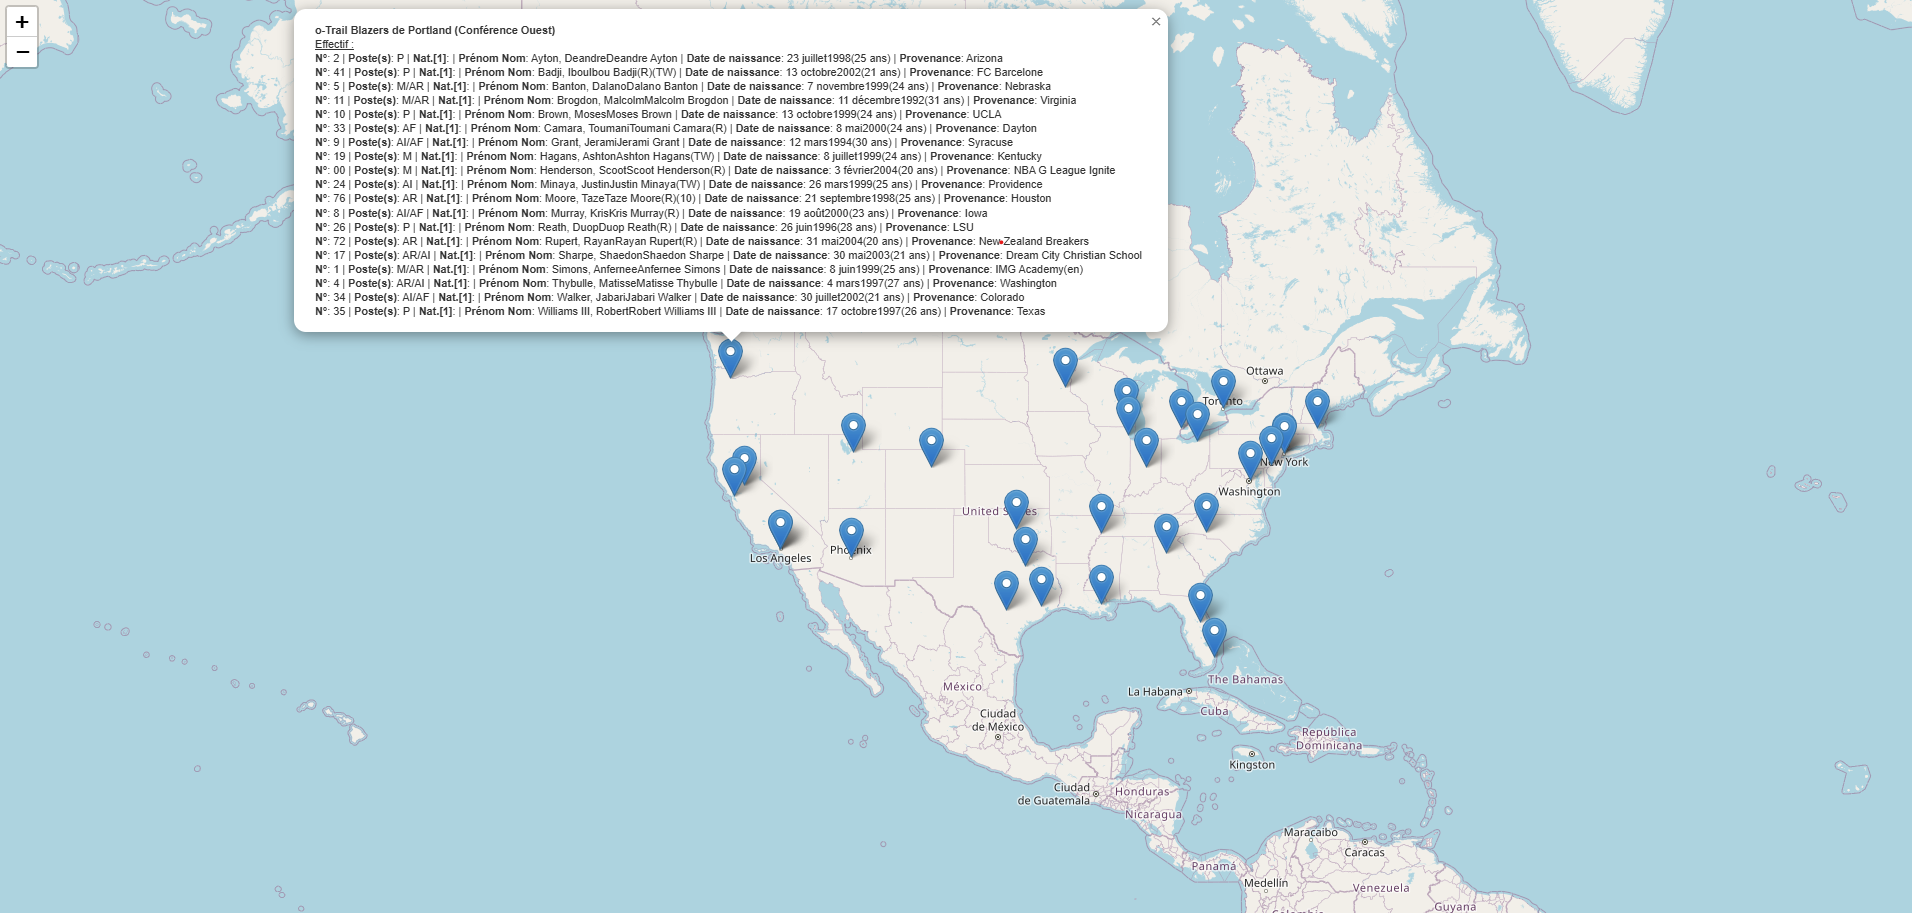 +
−
×
o-Trail Blazers de Portland (Conférence Ouest)
Effectif :
N°: 2 | Poste(s): P | Nat.[1]: | Prénom Nom: Ayton, DeandreDeandre Ayton | Date de naissance: 23 juillet1998(25 ans) | Provenance: Arizona
N°: 41 | Poste(s): P | Nat.[1]: | Prénom Nom: Badji, IbouIbou Badji(R)(TW) | Date de naissance: 13 octobre2002(21 ans) | Provenance: FC Barcelone
N°: 5 | Poste(s): M/AR | Nat.[1]: | Prénom Nom: Banton, DalanoDalano Banton | Date de naissance: 7 novembre1999(24 ans) | Provenance: Nebraska
N°: 11 | Poste(s): M/AR | Nat.[1]: | Prénom Nom: Brogdon, MalcolmMalcolm Brogdon | Date de naissance: 11 décembre1992(31 ans) | Provenance: Virginia
N°: 10 | Poste(s): P | Nat.[1]: | Prénom Nom: Brown, MosesMoses Brown | Date de naissance: 13 octobre1999(24 ans) | Provenance: UCLA
N°: 33 | Poste(s): AF | Nat.[1]: | Prénom Nom: Camara, ToumaniToumani Camara(R) | Date de naissance: 8 mai2000(24 ans) | Provenance: Dayton
N°: 9 | Poste(s): AI/AF | Nat.[1]: | Prénom Nom: Grant, JeramiJerami Grant | Date de naissance: 12 mars1994(30 ans) | Provenance: Syracuse
N°: 19 | Poste(s): M | Nat.[1]: | Prénom Nom: Hagans, AshtonAshton Hagans(TW) | Date de naissance: 8 juillet1999(24 ans) | Provenance: Kentucky
N°: 00 | Poste(s): M | Nat.[1]: | Prénom Nom: Henderson, ScootScoot Henderson(R) | Date de naissance: 3 février2004(20 ans) | Provenance: NBA G League Ignite
N°: 24 | Poste(s): AI | Nat.[1]: | Prénom Nom: Minaya, JustinJustin Minaya(TW) | Date de naissance: 26 mars1999(25 ans) | Provenance: Providence
N°: 76 | Poste(s): AR | Nat.[1]: | Prénom Nom: Moore, TazeTaze Moore(R)(10) | Date de naissance: 21 septembre1998(25 ans) | Provenance: Houston
N°: 8 | Poste(s): AI/AF | Nat.[1]: | Prénom Nom: Murray, KrisKris Murray(R) | Date de naissance: 19 août2000(23 ans) | Provenance: Iowa
N°: 26 | Poste(s): P | Nat.[1]: | Prénom Nom: Reath, DuopDuop Reath(R) | Date de naissance: 26 juin1996(28 ans) | Provenance: LSU
N°: 72 | Poste(s): AR | Nat.[1]: | Prénom Nom: Rupert, RayanRayan Rupert(R) | Date de naissance: 31 mai2004(20 ans) | Provenance: New Zealand Breakers
N°: 17 | Poste(s): AR/AI | Nat.[1]: | Prénom Nom: Sharpe, ShaedonShaedon Sharpe | Date de naissance: 30 mai2003(21 ans) | Provenance: Dream City Christian School
N°: 1 | Poste(s): M/AR | Nat.[1]: | Prénom Nom: Simons, AnferneeAnfernee Simons | Date de naissance: 8 juin1999(25 ans) | Provenance: IMG Academy(en)
N°: 4 | Poste(s): AR/AI | Nat.[1]: | Prénom Nom: Thybulle, MatisseMatisse Thybulle | Date de naissance: 4 mars1997(27 ans) | Provenance: Washington
N°: 34 | Poste(s): AI/AF | Nat.[1]: | Prénom Nom: Walker, JabariJabari Walker | Date de naissance: 30 juillet2002(21 ans) | Provenance: Colorado
N°: 35 | Poste(s): P | Nat.[1]: | Prénom Nom: Williams III, RobertRobert Williams III | Date de naissance: 17 octobre1997(26 ans) | Provenance: Texas
Ottawa
Toronto
New York
Washington
United States
Phoenix
Los Angeles
The Bahamas
México
La Habana
Cuba
Ciudad
de México
República
Dominicana
Kingston
Ciudad
de Guatemala
Honduras
Nicaragua
Maracaibo
Caracas
Panamá
Medellín
Venezuela
Guyana
Colombia